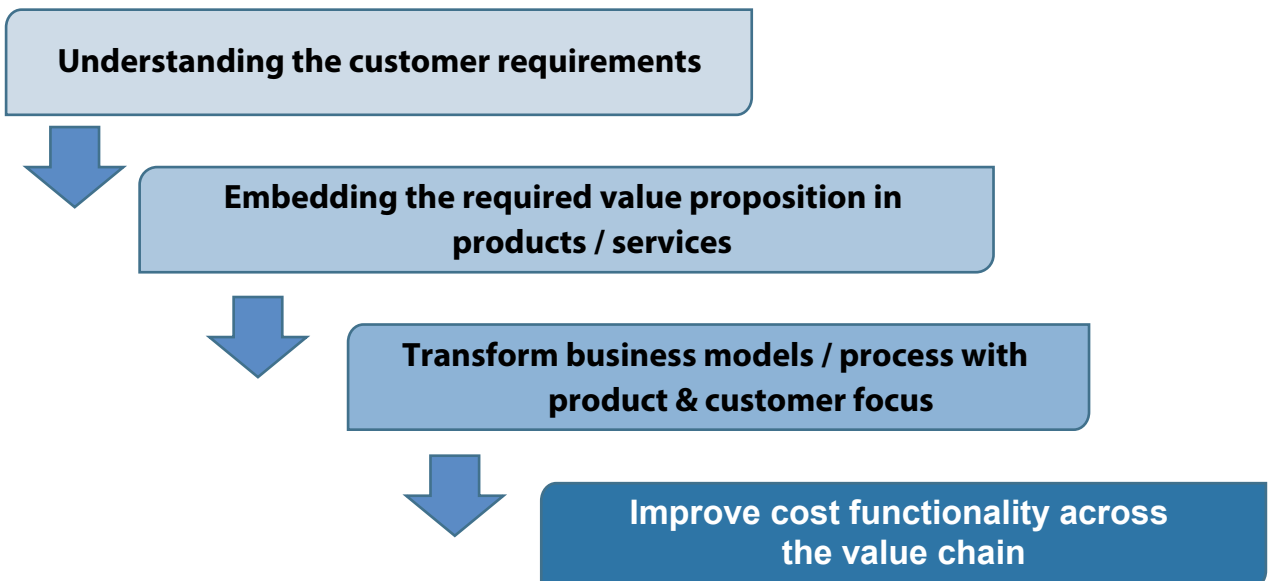 Understanding the customer requirements
Embedding the required value proposition in
products / services
Transform business models / process with
product & customer focus
Improve cost functionality across
the value chain